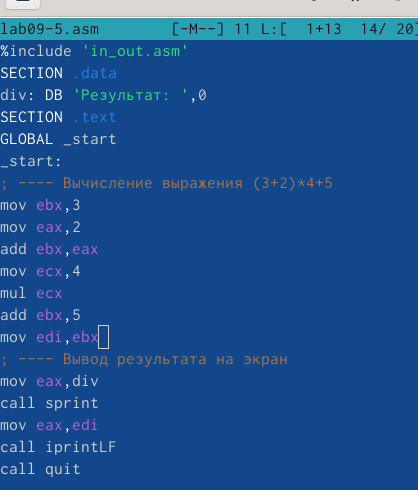 lab09-5.asm [-M--] 11 L:[ 1+13 14/ 20]
%include 'in_out.asm'
SECTION .data
div: DB 'Результат: ',0
SECTION .text
GLOBAL _start
_start:
; ---- Вычисление выражения (3+2)*4+5
mov ebx,3
mov eax,2
add ebx,eax
mov ecx,4
mul ecx
add ebx,5
mov edi,ebx
; ---- Вывод результата на экран
mov eax,div
call sprint
mov eax,edi
call iprintLF
call quit